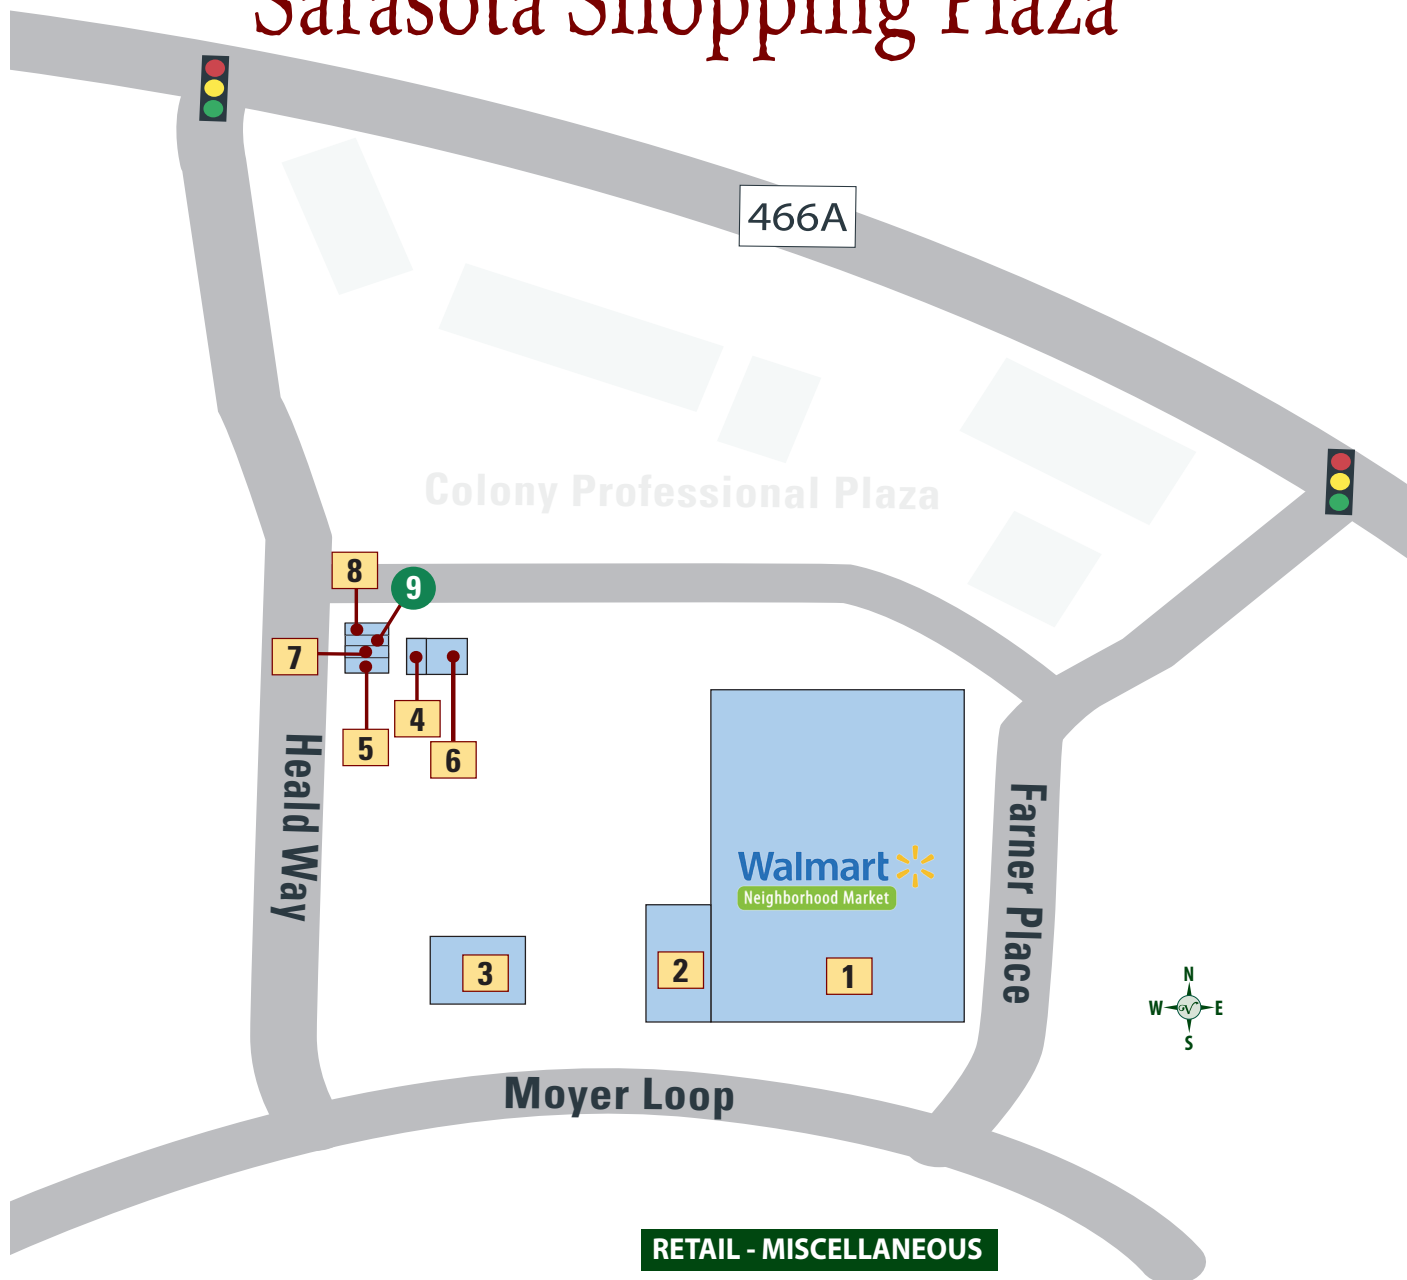 Sarasota Shopping Plaza
466A
Colony Professional Plaza
8
9
7
4
5
6
Heald Way
Farner Place
Walmart
Neighborhood Market
3
2
1
N
W
E
S
Moyer Loop
RETAIL - MISCELLANEOUS